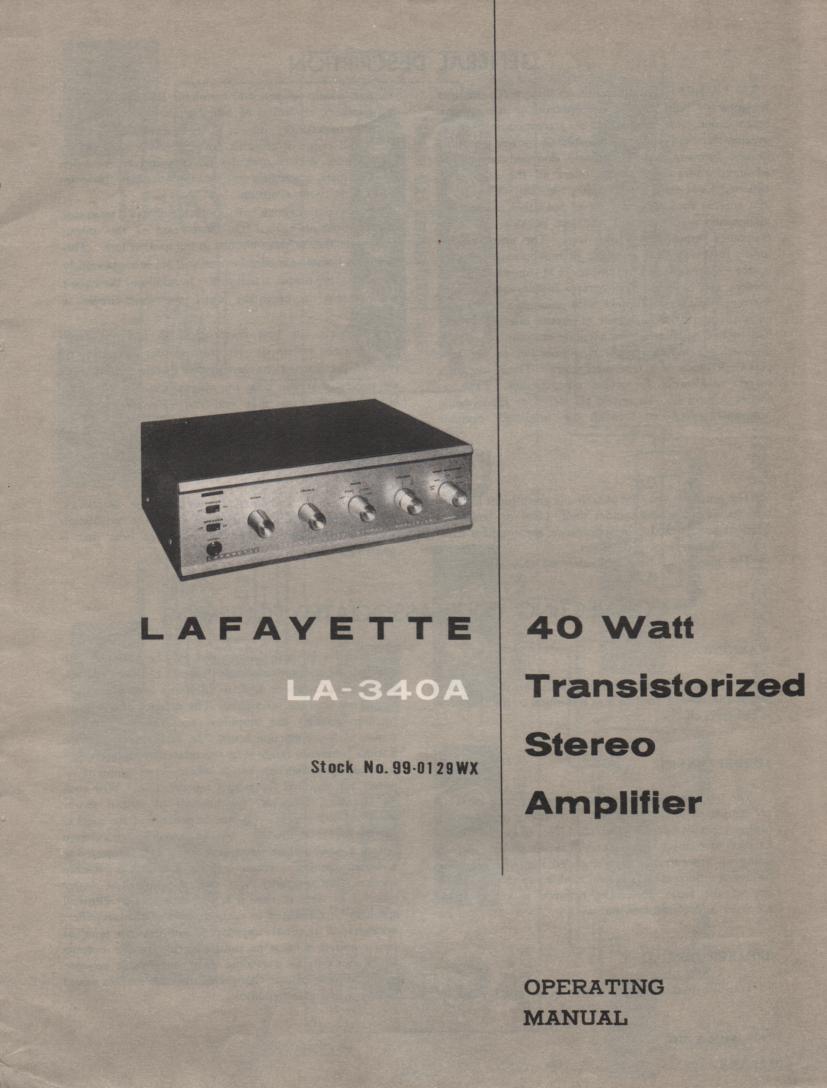 LAFAYETTE
LA-340A
Stock No. 99-0129WX
40 Watt
Transistorized
Stereo
Amplifier
OPERATING
MANUAL